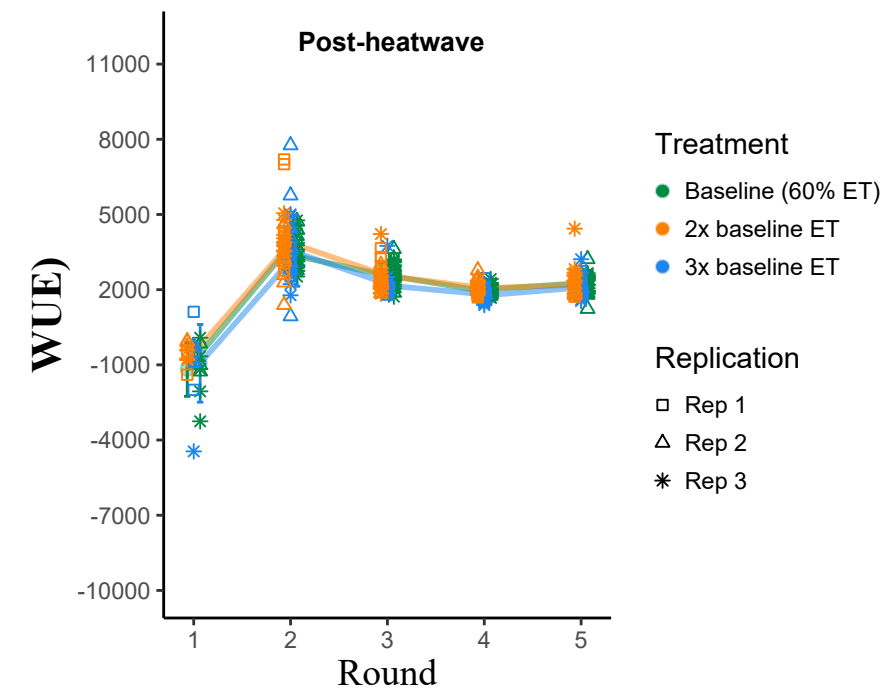 Post-heatwave
11000
8000
5000
2000
-1000
-4000
-7000
-10000
WUE)
1 2 3 4 5
Round
Treatment
Baseline (60% ET)
2x baseline ET
3x baseline ET
Replication
Rep 1
Rep 2
Rep 3